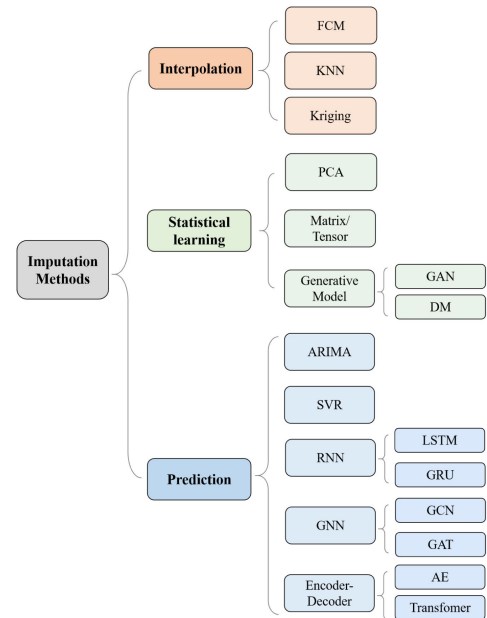 Imputation
Methods
Interpolation
FCM
KNN
Kriging
Statistical
learning
PCA
Matrix/
Tensor
Generative
Model
GAN
DM
Prediction
ARIMA
SVR
RNN
LSTM
GRU
GNN
GCN
GAT
Encoder-
Decoder
AE
Transfomer